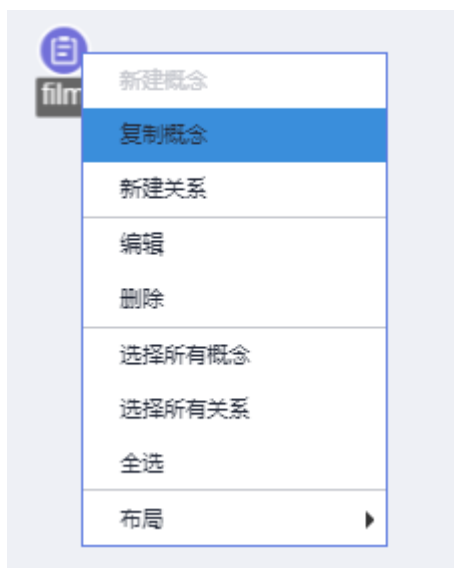 film
新建概念
复制概念
新建关系
编辑
删除
选择所有概念
选择所有关系
全选
布局